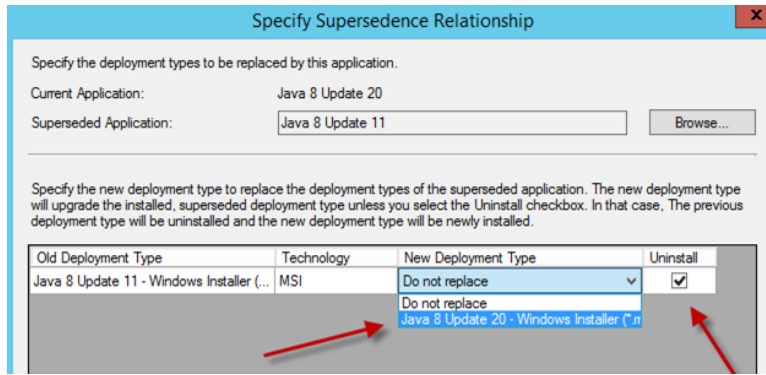 Specify Supersedence Relationship
x
Specify the deployment types to be replaced by this application.
Current Application: Java 8 Update 20
Superseded Application: Java 8 Update 11 Browse...
Specify the new deployment type to replace the deployment types of the superseded application. The new deployment type
will upgrade the installed, superseded deployment type unless you select the Uninstall checkbox. In that case, The previous
deployment type will be uninstalled and the new deployment type will be newly installed.
Old Deployment Type Technology New Deployment Type Uninstall
Java 8 Update 11 - Windows Installer (... MSI Do not replace
Do not replace
Java 8 Update 20 - Windows Installer (*.m